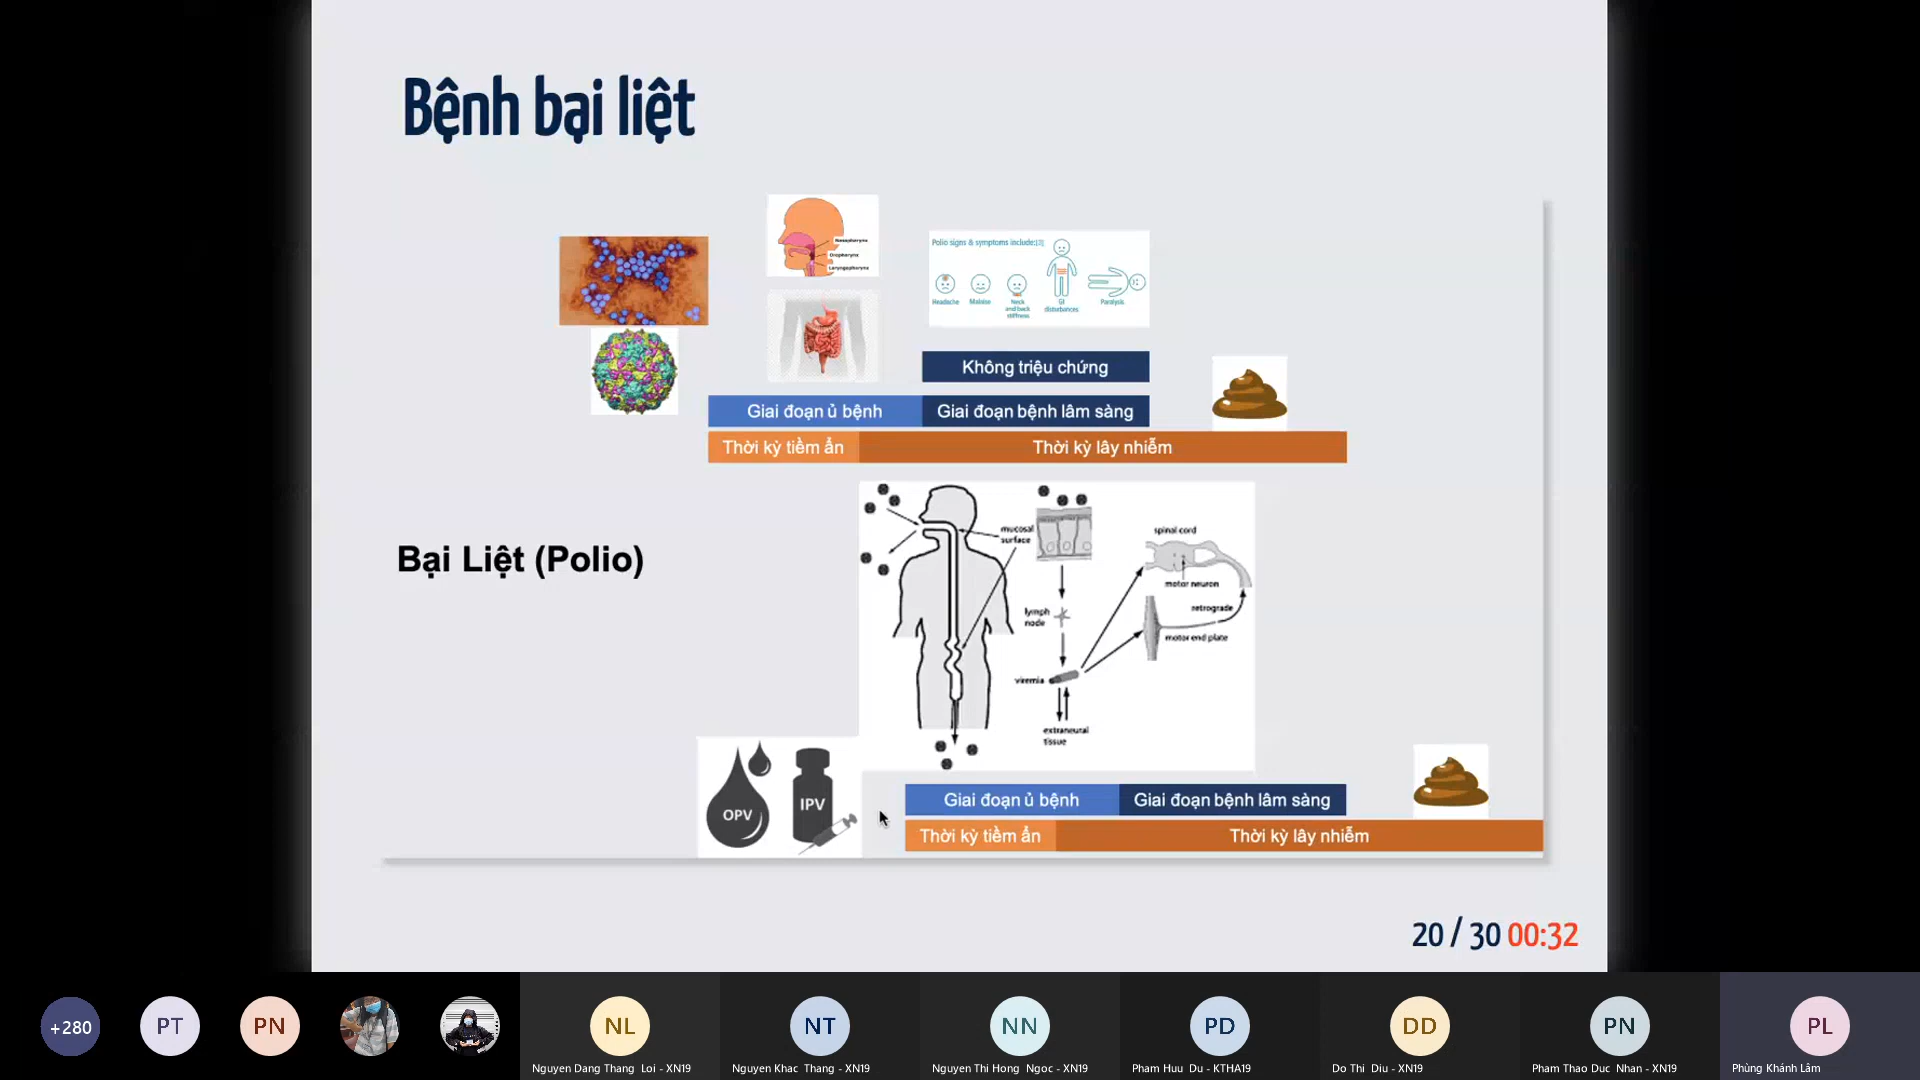 Bệnh bại liệt
Nasopharynx
Oropharynx
Laryngopharynx
Polio signs & symptoms include:[3]
Headache
Malaise
Neck and back stiffness
GI disturbances
Paralysis
Không triệu chứng
Giai đoạn ủ bệnh
Giai đoạn bệnh lâm sàng
Thời kỳ tiềm ẩn
Thời kỳ lây nhiễm
Bại Liệt (Polio)
mucosal
surface
spinal cord
motor neuron
lymph
node
retrograde
motor end plate
viremia
extraneural
tissue
OPV
IPV
Giai đoạn ủ bệnh
Giai đoạn bệnh lâm sàng
Thời kỳ tiềm ẩn
Thời kỳ lây nhiễm
20 / 30 00:32
+280
PT
PN
NL
NT
NN
PD
DD
PN
PL
Nguyen Dang Thang Loi - XN19
Nguyen Khac Thang - XN19
Nguyen Thi Hong Ngoc - XN19
Pham Huu Du - KTHA19
Do Thi Diu - XN19
Pham Thao Duc Nhan - XN19
Phùng Khánh Lâm